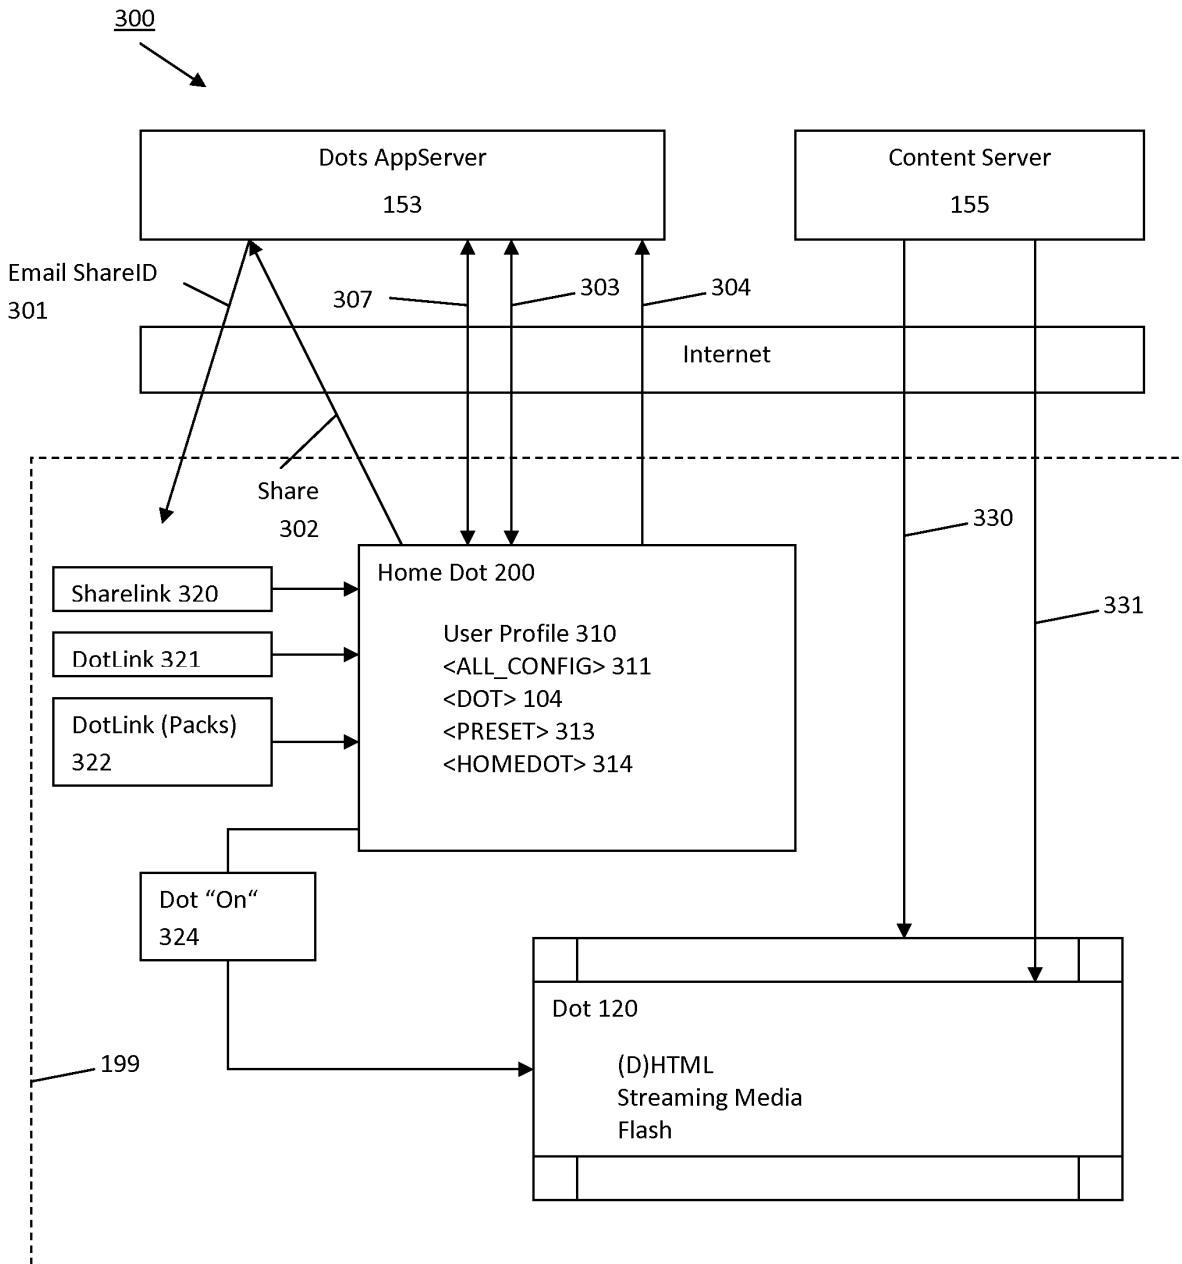 300
Dots AppServer
153
Content Server
155
Email ShareID
301
307
303
304
Internet
Share
302
330
331
Sharelink 320
DotLink 321
DotLink (Packs)
322
Home Dot 200
User Profile 310
<ALL_CONFIG> 311
<DOT> 104
<PRESET> 313
<HOMEDOT> 314
Dot “On“
324
199
Dot 120
(D)HTML
Streaming Media
Flash